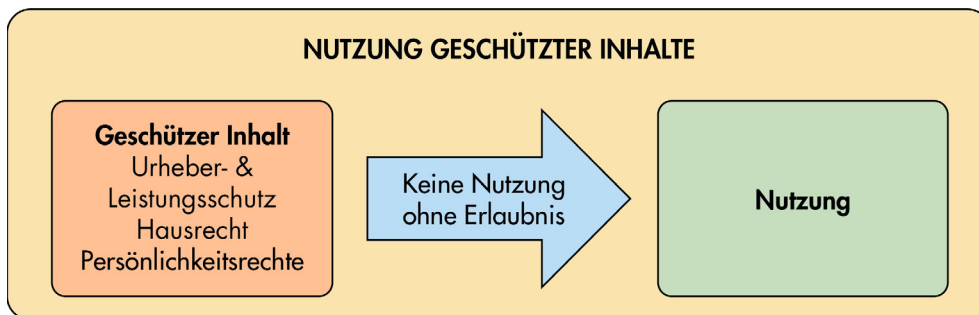 NUTZUNG GESCHÜTZTER INHALTE
Geschützer Inhalt
Urheber- &
Leistungsschutz
Hausrecht
Persönlichkeitsrechte
Keine Nutzung
ohne Erlaubnis
Nutzung